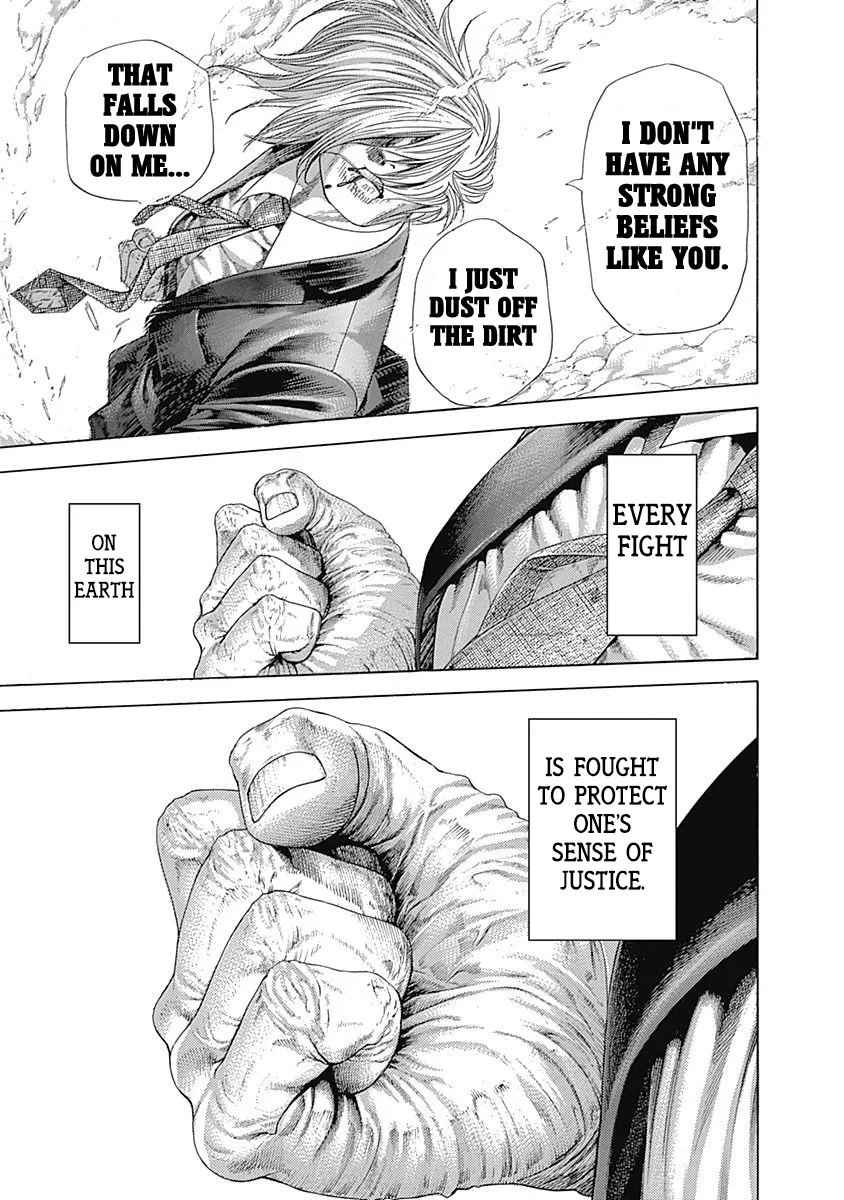 I DON'T
HAVE ANY
STRONG
BELIEFS
LIKE YOU.
I JUST
DUST OFF
THE DIRT
THAT
FALLS
DOWN
ON ME...
EVERY
FIGHT
ON
THIS
EARTH
IS FOUGHT
TO PROTECT
ONE'S
SENSE OF
JUSTICE.